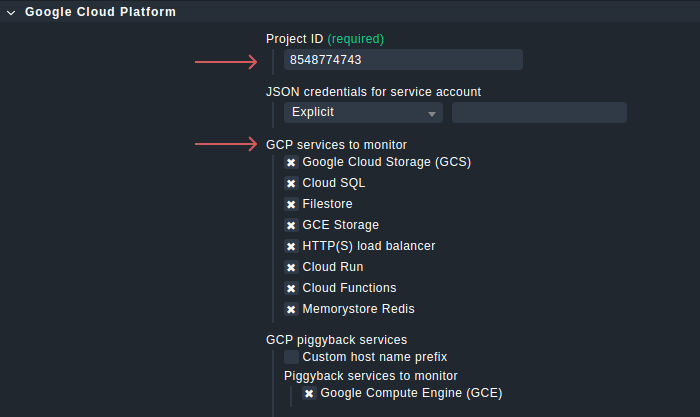 Google Cloud Platform
Project ID (required)
8548774743
JSON credentials for service account
Explicit
GCP services to monitor
Google Cloud Storage (GCS)
Cloud SQL
Filestore
GCE Storage
HTTP(S) load balancer
Cloud Run
Cloud Functions
Memorystore Redis
GCP piggyback services
Custom host name prefix
Piggyback services to monitor
Google Compute Engine (GCE)